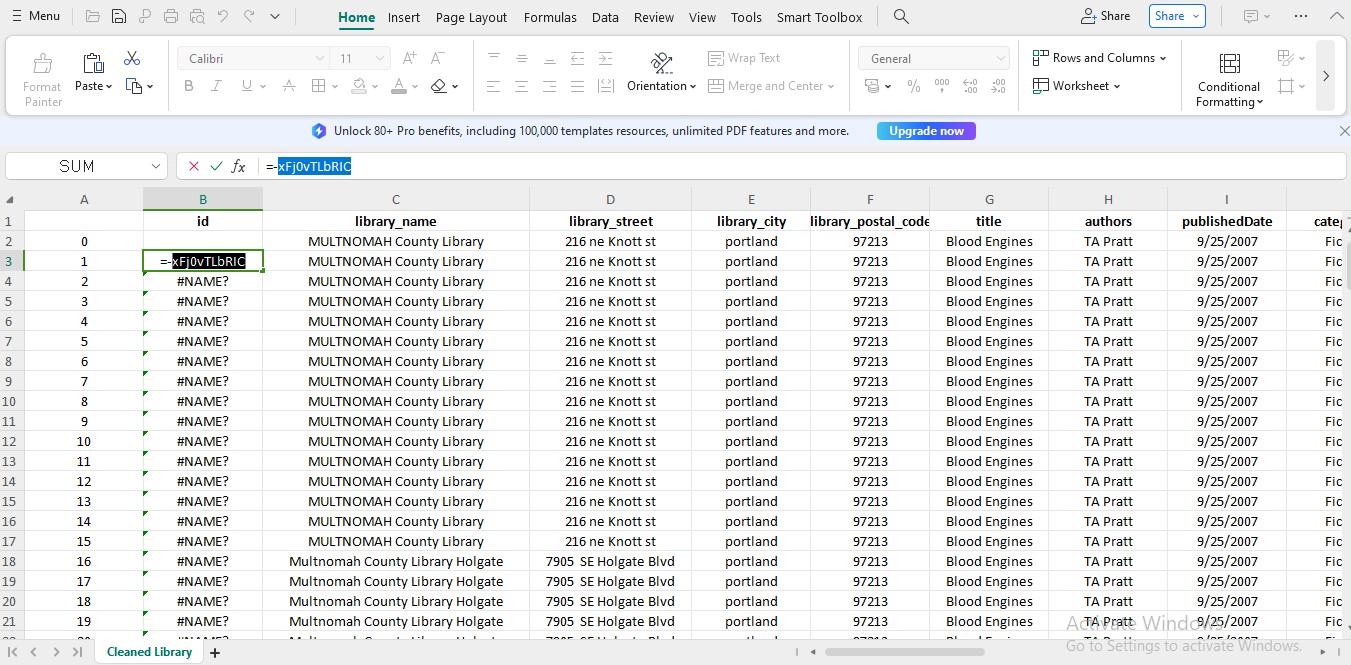 Menu Home Insert Page Layout Formulas Data Review View Tools Smart Toolbox Share Share
Format Painter Paste Calibri 11 A+ A- B I U A A Orientation Wrap Text Merge and Center General % 000 Rows and Columns Worksheet Conditional Formatting
Unlock 80+ Pro benefits, including 100,000 templates resources, unlimited PDF features and more. Upgrade now
SUM fx =-xFj0vTLbRIC
A B C D E F G H I
1 id library_name library_street library_city library_postal_code title authors publishedDate
2 0 MULTNOMAH County Library 216 ne Knott st portland 97213 Blood Engines TA Pratt 9/25/2007 Fic
3 1 =-xFj0vTLbRIC MULTNOMAH County Library 216 ne Knott st portland 97213 Blood Engines TA Pratt 9/25/2007 Fic
4 2 #NAME? MULTNOMAH County Library 216 ne Knott st portland 97213 Blood Engines TA Pratt 9/25/2007 Fic
5 3 #NAME? MULTNOMAH County Library 216 ne Knott st portland 97213 Blood Engines TA Pratt 9/25/2007 Fic
6 4 #NAME? MULTNOMAH County Library 216 ne Knott st portland 97213 Blood Engines TA Pratt 9/25/2007 Fic
7 5 #NAME? MULTNOMAH County Library 216 ne Knott st portland 97213 Blood Engines TA Pratt 9/25/2007 Fic
8 6 #NAME? MULTNOMAH County Library 216 ne Knott st portland 97213 Blood Engines TA Pratt 9/25/2007 Fic
9 7 #NAME? MULTNOMAH County Library 216 ne Knott st portland 97213 Blood Engines TA Pratt 9/25/2007 Fic
10 8 #NAME? MULTNOMAH County Library 216 ne Knott st portland 97213 Blood Engines TA Pratt 9/25/2007 Fic
11 9 #NAME? MULTNOMAH County Library 216 ne Knott st portland 97213 Blood Engines TA Pratt 9/25/2007 Fic
12 10 #NAME? MULTNOMAH County Library 216 ne Knott st portland 97213 Blood Engines TA Pratt 9/25/2007 Fic
13 11 #NAME? MULTNOMAH County Library 216 ne Knott st portland 97213 Blood Engines TA Pratt 9/25/2007 Fic
14 12 #NAME? MULTNOMAH County Library 216 ne Knott st portland 97213 Blood Engines TA Pratt 9/25/2007 Fic
15 13 #NAME? MULTNOMAH County Library 216 ne Knott st portland 97213 Blood Engines TA Pratt 9/25/2007 Fic
16 14 #NAME? MULTNOMAH County Library 216 ne Knott st portland 97213 Blood Engines TA Pratt 9/25/2007 Fic
17 15 #NAME? MULTNOMAH County Library 216 ne Knott st portland 97213 Blood Engines TA Pratt 9/25/2007 Fic
18 16 #NAME? Multnomah County Library Holgate 7905 SE Holgate Blvd portland 97213 Blood Engines TA Pratt 9/25/2007 Fic
19 17 #NAME? Multnomah County Library Holgate 7905 SE Holgate Blvd portland 97213 Blood Engines TA Pratt 9/25/2007 Fic
20 18 #NAME? Multnomah County Library Holgate 7905 SE Holgate Blvd portland 97213 Blood Engines TA Pratt 9/25/2007 Fic
21 19 #NAME? Multnomah County Library Holgate 7905 SE Holgate Blvd portland 97213 Blood Engines TA Pratt 9/25/2007 Fic
Activate Windows
Go to Settings to activate Windows.
Cleaned Library